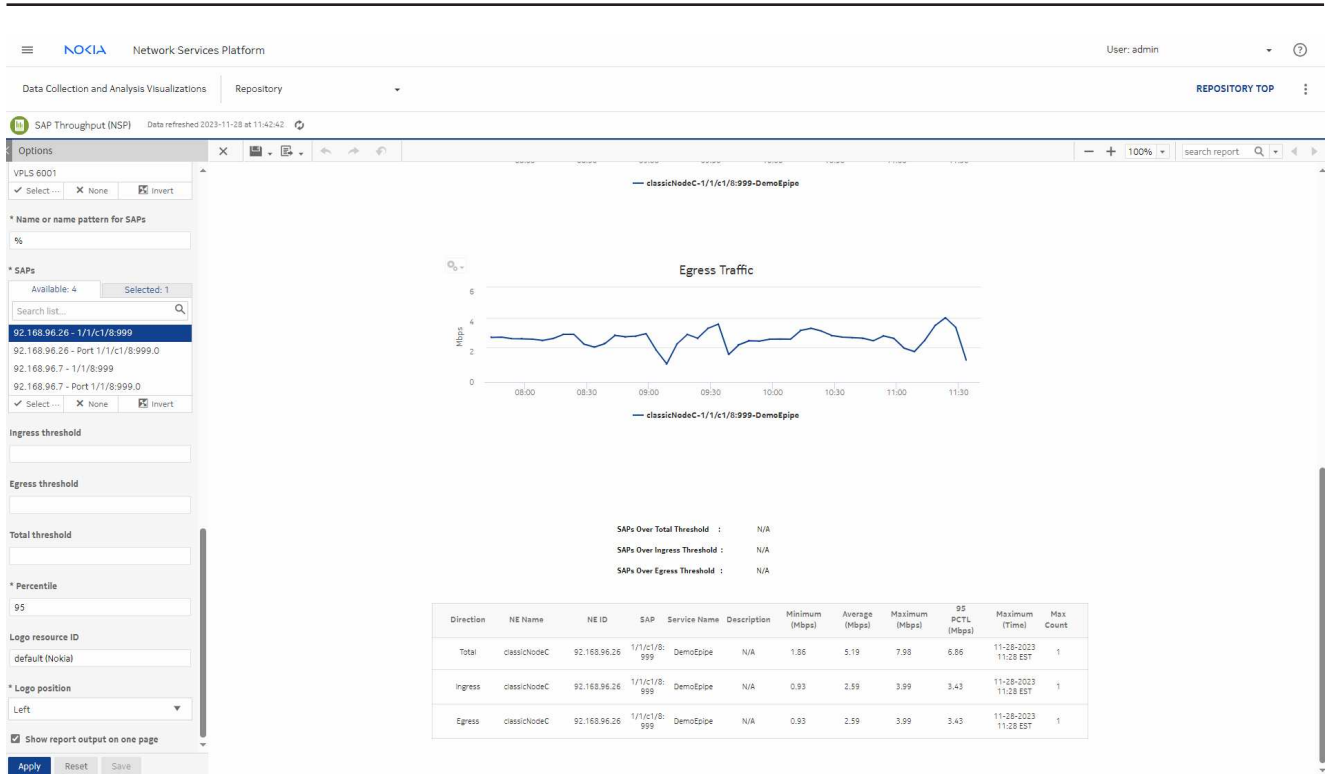 NOKIA Network Services Platform User: admin
Data Collection and Analysis Visualizations Repository REPOSITORY TOP
SAP Throughput (NSP) Data refreshed 2023-11-28 at 11:42:42
Options 100% search report
VPLS 6001
Select ... None Invert
* Name or name pattern for SAPs
%
* SAPs
Available: 4 Selected: 1
Search list...
92.168.96.26 - 1/1/c1/8:999
92.168.96.26 - Port 1/1/c1/8:999.0
92.168.96.7 - 1/1/8:999
92.168.96.7 - Port 1/1/8:999.0
Select ... None Invert
Ingress threshold
Egress threshold
Total threshold
* Percentile
95
Logo resource ID
default (Nokia)
* Logo position
Left
Show report output on one page
Apply Reset Save
classicNodeC-1/1/c1/8:999-DemoEpipe
Egress Traffic
Mbps
6
4
2
0
08:00 08:30 09:00 09:30 10:00 10:30 11:00 11:30
classicNodeC-1/1/c1/8:999-DemoEpipe
SAPs Over Total Threshold : N/A
SAPs Over Ingress Threshold : N/A
SAPs Over Egress Threshold : N/A
Direction NE Name NE ID SAP Service Name Description Minimum (Mbps) Average (Mbps) Maximum (Mbps) 95 PCTL (Mbps) Maximum (Time) Max Count
Total classicNodeC 92.168.96.26 1/1/c1/8:999 DemoEpipe N/A 1.86 5.19 7.98 6.86 11-28-2023 11:28 EST 1
Ingress classicNodeC 92.168.96.26 1/1/c1/8:999 DemoEpipe N/A 0.93 2.59 3.99 3.43 11-28-2023 11:28 EST 1
Egress classicNodeC 92.168.96.26 1/1/c1/8:999 DemoEpipe N/A 0.93 2.59 3.99 3.43 11-28-2023 11:28 EST 1